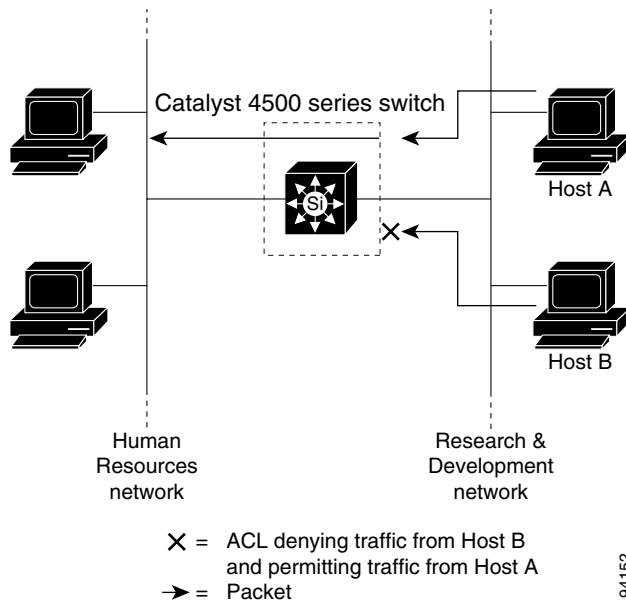 Catalyst 4500 series switch
Si
Host A
Host B
Human
Resources
network
Research &
Development
network
X = ACL denying traffic from Host B
and permitting traffic from Host A
→ = Packet
94153